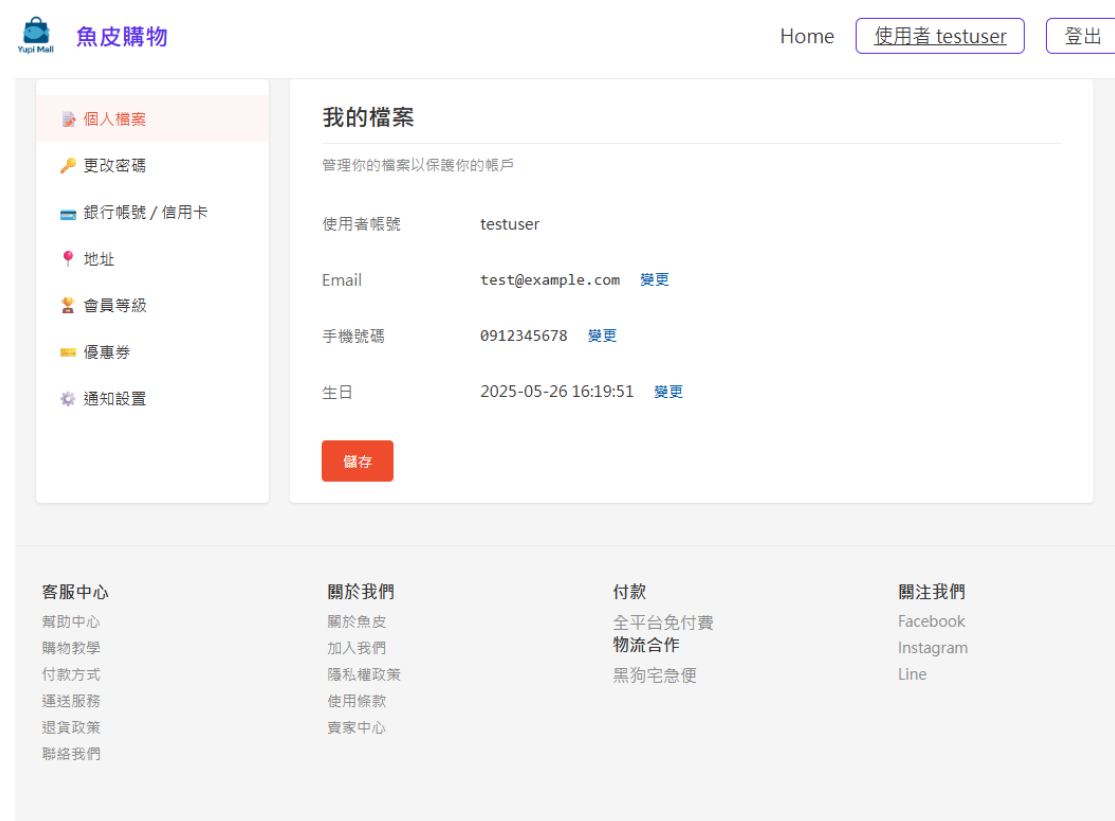 Yupi Mall
魚皮購物
Home
使用者 testuser
登出
個人檔案
更改密碼
銀行帳號 / 信用卡
地址
會員等級
優惠券
通知設置
我的檔案
管理你的檔案以保護你的帳戶
使用者帳號 testuser
Email test@example.com 變更
手機號碼 0912345678 變更
生日 2025-05-26 16:19:51 變更
儲存
客服中心
幫助中心
購物教學
付款方式
運送服務
退貨政策
聯絡我們
關於我們
關於魚皮
加入我們
隱私權政策
使用條款
賣家中心
付款
全平台免付費
物流合作
黑狗宅急便
關注我們
Facebook
Instagram
Line